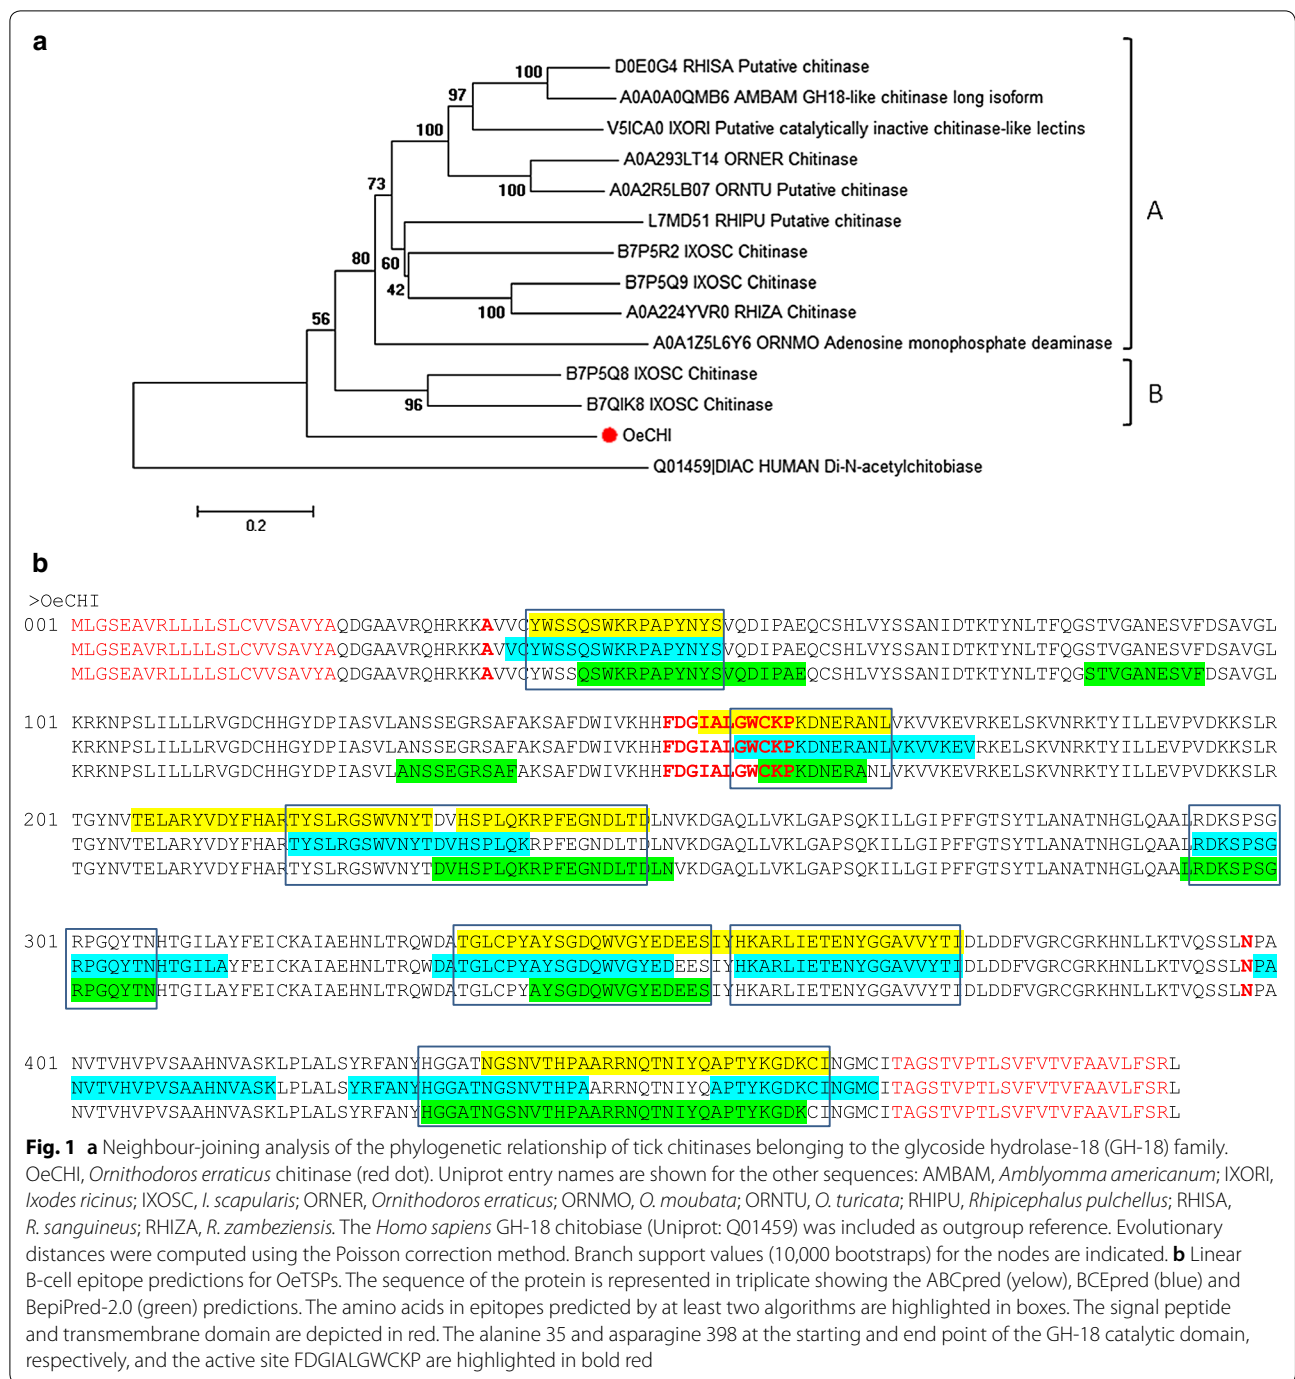 a
100
D0E0G4 RHISA Putative chitinase
97
A0A0A0QMB6 AMBAM GH18-like chitinase long isoform
100
V5ICA0 IXORI Putative catalytically inactive chitinase-like lectins
A0A293LT14 ORNER Chitinase
73
100
A0A2R5LB07 ORNTU Putative chitinase
A
L7MD51 RHIPU Putative chitinase
80
60
B7P5R2 IXOSC Chitinase
42
B7P5Q9 IXOSC Chitinase
100
A0A224YVR0 RHIZA Chitinase
56
A0A1Z5L6Y6 ORNMO Adenosine monophosphate deaminase
B7P5Q8 IXOSC Chitinase
B
96
B7QIK8 IXOSC Chitinase
OeCHI
Q01459|DIAC HUMAN Di-N-acetylchitobiase
0.2
b
>OeCHI
001 MLGSEAVRLLLLSLCVVSAVYAQDGAAVRQHRKKAVVCYWSSQSWKRPAPYNYSVQDIPAEQCSHLVYSSANIDTKTYNLTFQGSTVGANESVFDSAVGL
MLGSEAVRLLLLSLCVVSAVYAQDGAAVRQHRKKAVVCYWSSQSWKRPAPYNYSVQDIPAEQCSHLVYSSANIDTKTYNLTFQGSTVGANESVFDSAVGL
MLGSEAVRLLLLSLCVVSAVYAQDGAAVRQHRKKAVVCYWSSQSWKRPAPYNYSVQDIPAEQCSHLVYSSANIDTKTYNLTFQGSTVGANESVFDSAVGL
101 KRKNPSLILLLRVGDCHHGYDPIASVLANSSEGRSAFAKSAFDWIVKHHFDGIALGWCKPKDNERANLVKVVKEVRKELSKVNRKTYILLEVPVDKKSLR
KRKNPSLILLLRVGDCHHGYDPIASVLANSSEGRSAFAKSAFDWIVKHHFDGIALGWCKPKDNERANLVKVVKEVRKELSKVNRKTYILLEVPVDKKSLR
KRKNPSLILLLRVGDCHHGYDPIASVLANSSEGRSAFAKSAFDWIVKHHFDGIALGWCKPKDNERANLVKVVKEVRKELSKVNRKTYILLEVPVDKKSLR
201 TGYNVTELARYVDYFHARTYSLRGSWVNYTDVHSPLQKRPFEGNDLTDLNVKDGAQLLVKLGAPSQKILLGIPFFGTSYTLANATNHGLQAALRDKSPSG
TGYNVTELARYVDYFHARTYSLRGSWVNYTDVHSPLQKRPFEGNDLTDLNVKDGAQLLVKLGAPSQKILLGIPFFGTSYTLANATNHGLQAALRDKSPSG
TGYNVTELARYVDYFHARTYSLRGSWVNYTDVHSPLQKRPFEGNDLTDLNVKDGAQLLVKLGAPSQKILLGIPFFGTSYTLANATNHGLQAALRDKSPSG
301 RPGQYTNHTGILAYFEICKAIAEHNLTRQWDATGLCPYAYSGDQWVGYEDEESIYHKARLIETENYGGAVVYTIDLDDFVGRCGRKHNLLKTVQSSLNPA
RPGQYTNHTGILAYFEICKAIAEHNLTRQWDATGLCPYAYSGDQWVGYEDEESIYHKARLIETENYGGAVVYTIDLDDFVGRCGRKHNLLKTVQSSLNPA
RPGQYTNHTGILAYFEICKAIAEHNLTRQWDATGLCPYAYSGDQWVGYEDEESIYHKARLIETENYGGAVVYTIDLDDFVGRCGRKHNLLKTVQSSLNPA
401 NVTVHVPVSAAHNVASKLPLALSYRFANYHGGATNGSNVTHPAARRNQTNIYQAPTYKGDKCINGMCITAGSTVPTLSVFVTVFAAVLFSRL
NVTVHVPVSAAHNVASKLPLALSYRFANYHGGATNGSNVTHPAARRNQTNIYQAPTYKGDKCINGMCITAGSTVPTLSVFVTVFAAVLFSRL
NVTVHVPVSAAHNVASKLPLALSYRFANYHGGATNGSNVTHPAARRNQTNIYQAPTYKGDKCINGMCITAGSTVPTLSVFVTVFAAVLFSRL
Fig. 1 a Neighbour-joining analysis of the phylogenetic relationship of tick chitinases belonging to the glycoside hydrolase-18 (GH-18) family.
OeCHI, Ornithodoros erraticus chitinase (red dot). Uniprot entry names are shown for the other sequences: AMBAM, Amblyomma americanum; IXORI,
Ixodes ricinus; IXOSC, I. scapularis; ORNER, Ornithodoros erraticus; ORNMO, O. moubata; ORNTU, O. turicata; RHIPU, Rhipicephalus pulchellus; RHISA,
R. sanguineus; RHIZA, R. zambeziensis. The Homo sapiens GH-18 chitobiase (Uniprot: Q01459) was included as outgroup reference. Evolutionary
distances were computed using the Poisson correction method. Branch support values (10,000 bootstraps) for the nodes are indicated. b Linear
B-cell epitope predictions for OeTSPs. The sequence of the protein is represented in triplicate showing the ABCpred (yelow), BCEpred (blue) and
BepiPred-2.0 (green) predictions. The amino acids in epitopes predicted by at least two algorithms are highlighted in boxes. The signal peptide
and transmembrane domain are depicted in red. The alanine 35 and asparagine 398 at the starting and end point of the GH-18 catalytic domain,
respectively, and the active site FDGIALGWCKP are highlighted in bold red